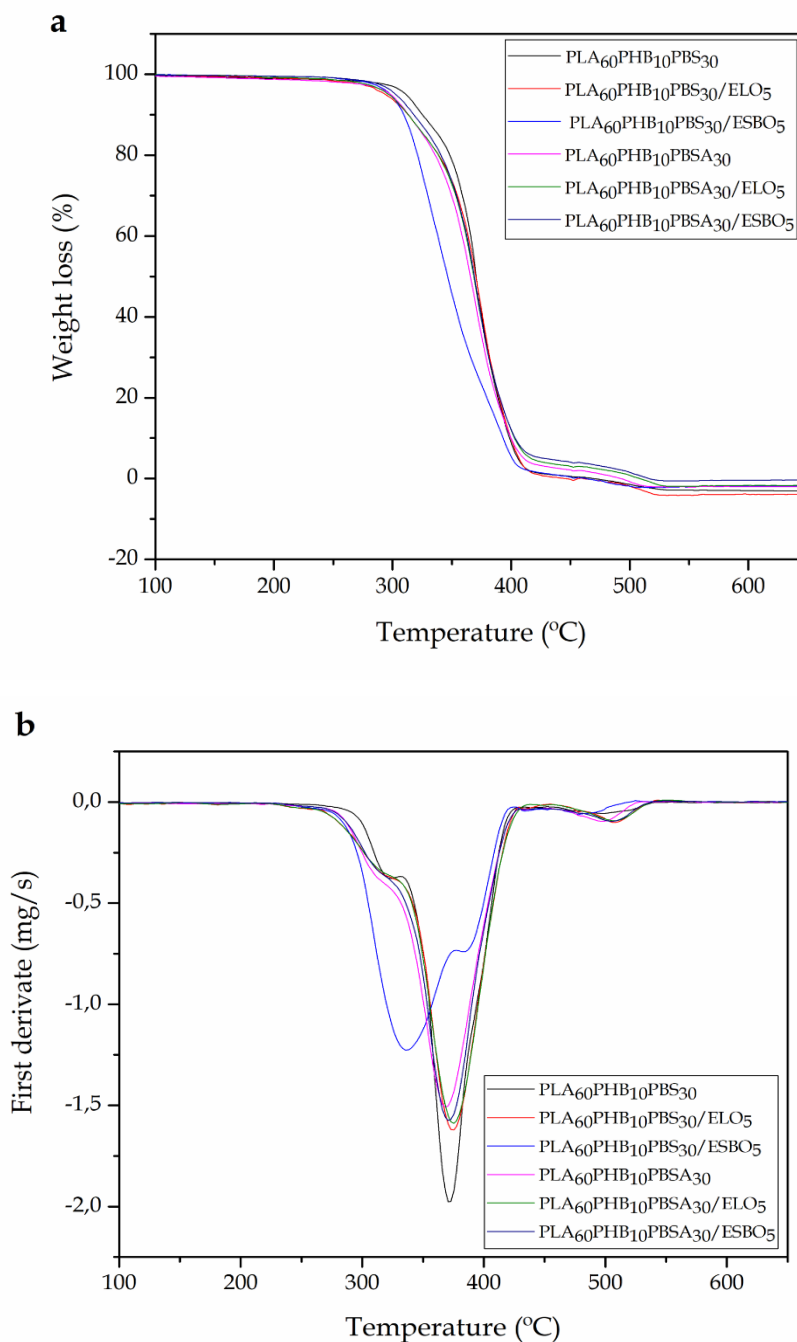 a
100
80
60
40
20
0
-20
Weight loss (%)
PLA60PHB10PBS30
PLA60PHB10PBS30/ELO5
PLA60PHB10PBS30/ESBO5
PLA60PHB10PBSA30
PLA60PHB10PBSA30/ELO5
PLA60PHB10PBSA30/ESBO5
100 200 300 400 500 600
Temperature (ºC)
b
0,0
-0,5
-1,0
-1,5
-2,0
First derivate (mg/s)
PLA60PHB10PBS30
PLA60PHB10PBS30/ELO5
PLA60PHB10PBS30/ESBO5
PLA60PHB10PBSA30
PLA60PHB10PBSA30/ELO5
PLA60PHB10PBSA30/ESBO5
100 200 300 400 500 600
Temperature (ºC)